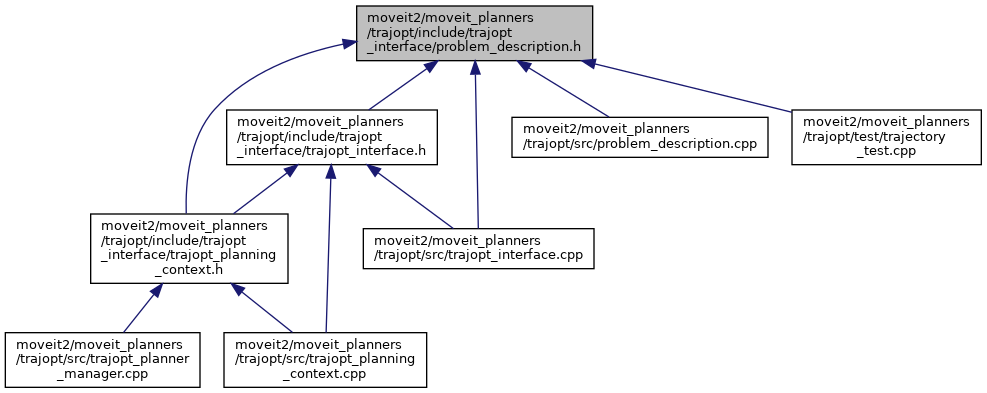 moveit2/moveit_planners
/trajopt/include/trajopt
_interface/problem_description.h
moveit2/moveit_planners
/trajopt/include/trajopt
_interface/trajopt_interface.h
moveit2/moveit_planners
/trajopt/src/problem_description.cpp
moveit2/moveit_planners
/trajopt/test/trajectory
_test.cpp
moveit2/moveit_planners
/trajopt/include/trajopt
_interface/trajopt_planning
_context.h
moveit2/moveit_planners
/trajopt/src/trajopt_interface.cpp
moveit2/moveit_planners
/trajopt/src/trajopt_planner
_manager.cpp
moveit2/moveit_planners
/trajopt/src/trajopt_planning
_context.cpp